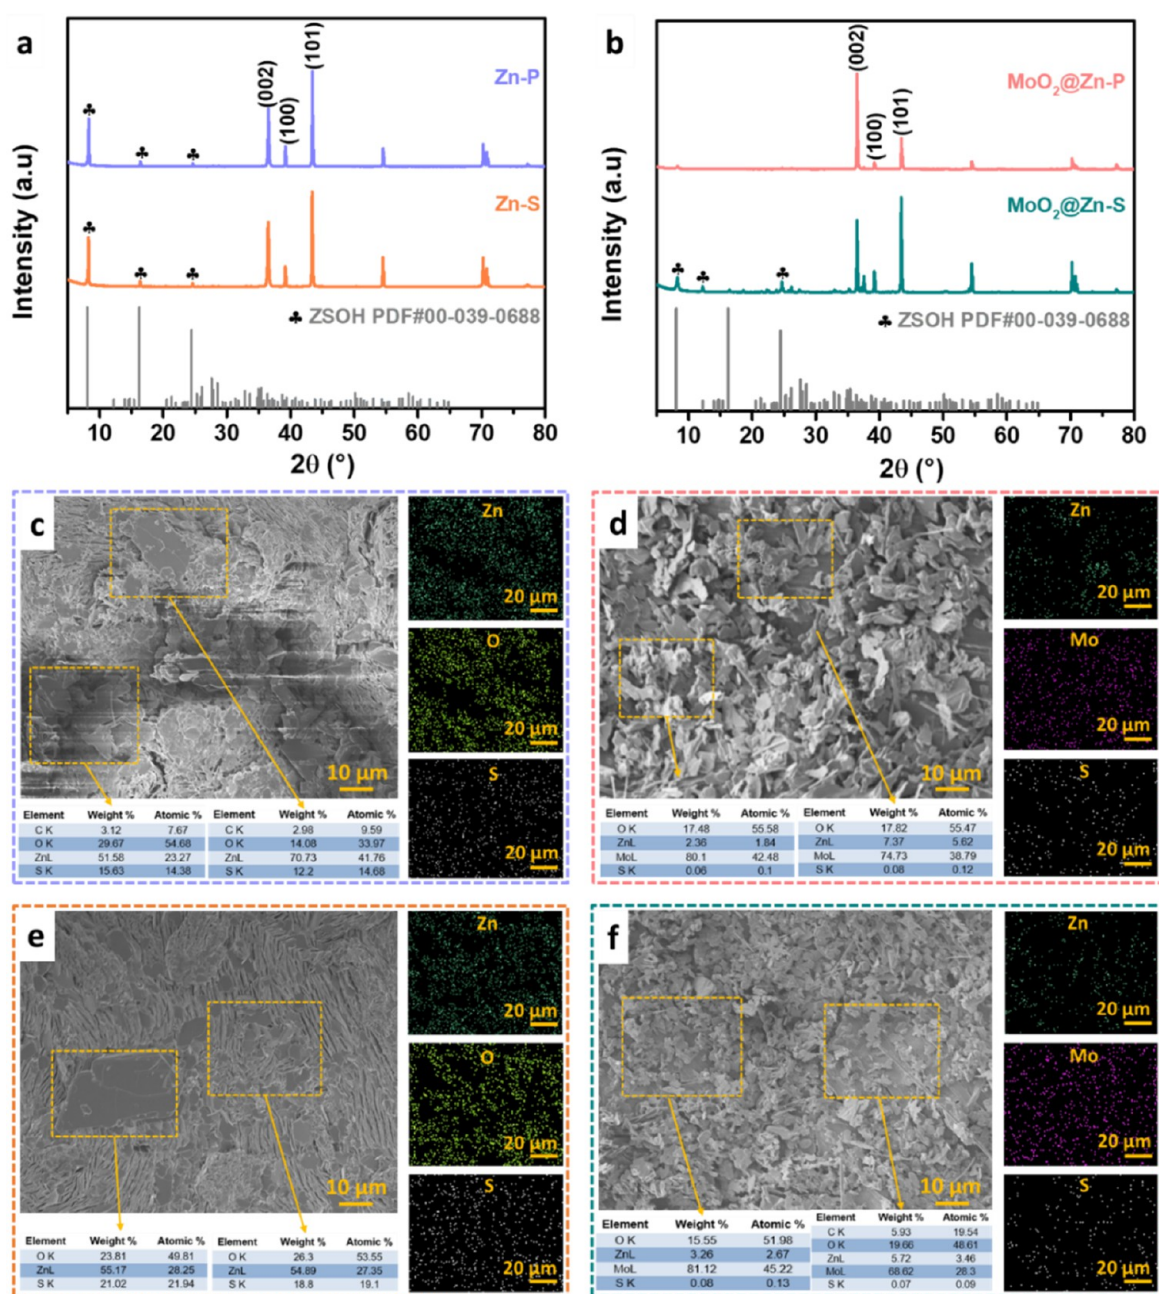 a
Zn-P
(002)
(100)
(101)
♣
♣
♣
Zn-S
♣
♣
♣
♣ ZSOH PDF#00-039-0688
Intensity (a.u)
10 20 30 40 50 60 70 80
2θ (°)
b
MoO₂@Zn-P
(002)
(100)
(101)
MoO₂@Zn-S
♣
♣
♣
♣ ZSOH PDF#00-039-0688
Intensity (a.u)
10 20 30 40 50 60 70 80
2θ (°)
c
10 µm
Zn
20 µm
O
20 µm
S
20 µm
Element Weight % Atomic %
C K 3.12 7.67
O K 29.67 54.68
ZnL 51.58 23.27
S K 15.63 14.38
Element Weight % Atomic %
C K 2.98 9.59
O K 14.08 33.97
ZnL 70.73 41.76
S K 12.2 14.68
d
10 µm
Zn
20 µm
Mo
20 µm
S
20 µm
Element Weight % Atomic %
O K 17.48 55.58
ZnL 2.36 1.84
MoL 80.1 42.48
S K 0.06 0.1
Element Weight % Atomic %
O K 17.82 55.47
ZnL 7.37 5.62
MoL 74.73 38.79
S K 0.08 0.12
e
10 µm
Zn
20 µm
O
20 µm
S
20 µm
Element Weight % Atomic %
O K 23.81 49.81
ZnL 55.17 28.25
S K 21.02 21.94
Element Weight % Atomic %
O K 26.3 53.55
ZnL 54.89 27.35
S K 18.8 19.1
f
10 µm
Zn
20 µm
Mo
20 µm
S
20 µm
Element Weight % Atomic %
O K 15.55 51.98
ZnL 3.26 2.67
MoL 81.12 45.22
S K 0.08 0.13
Element Weight % Atomic %
C K 5.93 19.54
O K 19.66 48.61
ZnL 5.72 3.46
MoL 68.62 28.3
S K 0.07 0.09